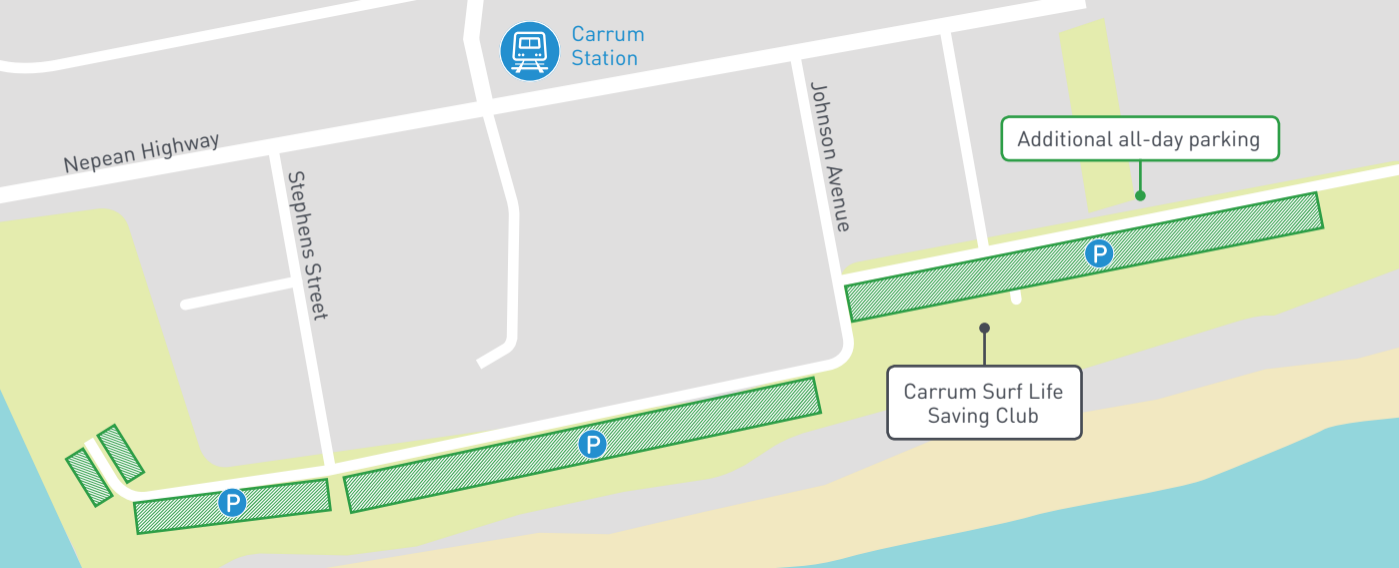 Carrum
Station
Nepean Highway
Stephens Street
Johnson Avenue
Additional all-day parking
P
Carrum Surf Life
Saving Club
P
P